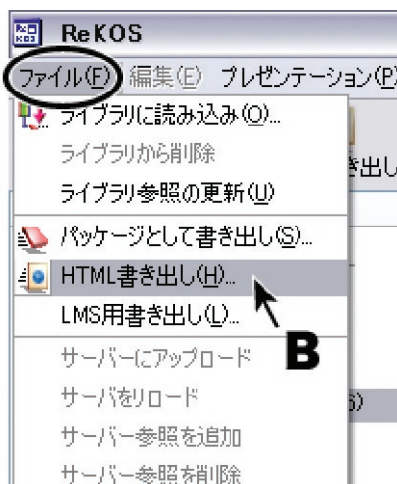 ReKOS
ファイル(F) 編集(E) プレゼンテーション(P)
ライブラリに読み込み(O)...
ライブラリから削除
き出し
ライブラリ参照の更新(U)
パッケージとして書き出し(S)...
HTML書き出し(H)...
LMS用書き出し(L)...
B
サーバーにアップロード
サーバをリロード
6)
サーバー参照を追加
サーバー参照を削除